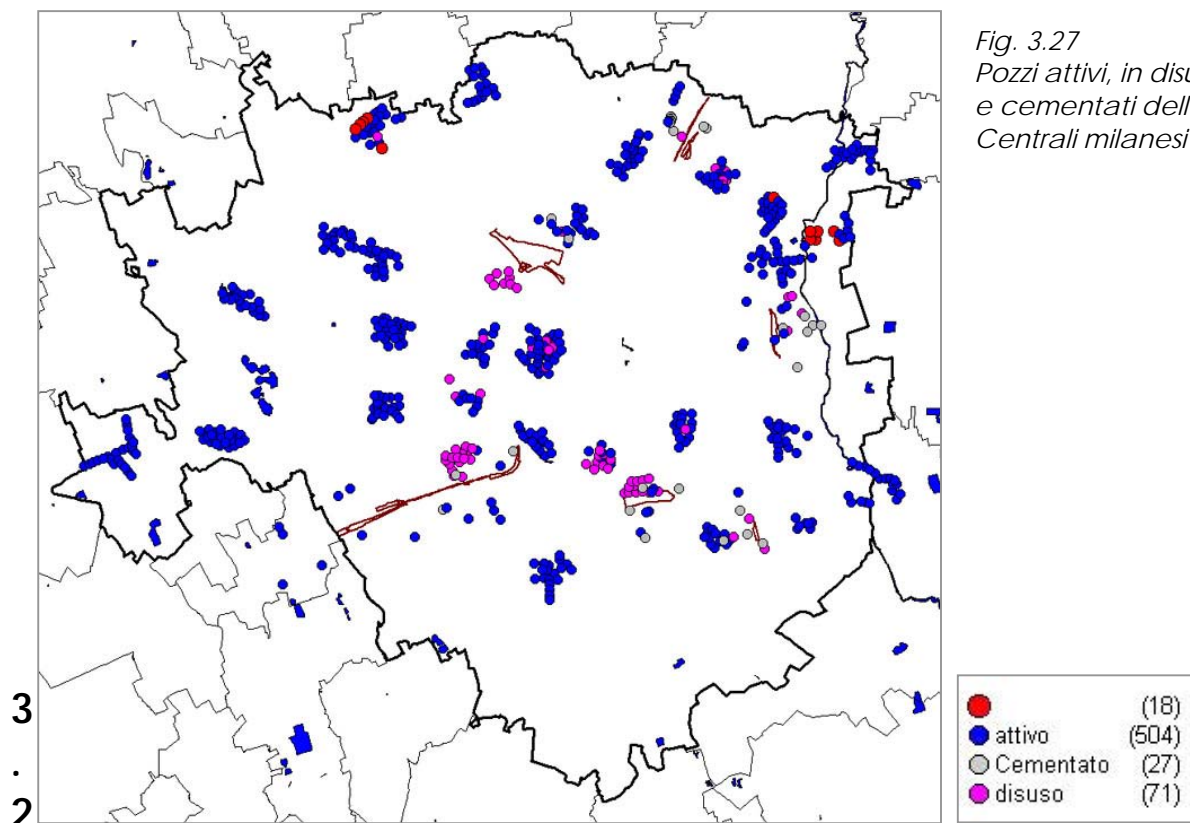 Fig. 3.27
Pozzi attivi, in disu
e cementati dell
Centrali milanesi
(18)
attivo (504)
Cementato (27)
disuso (71)
3
.
2